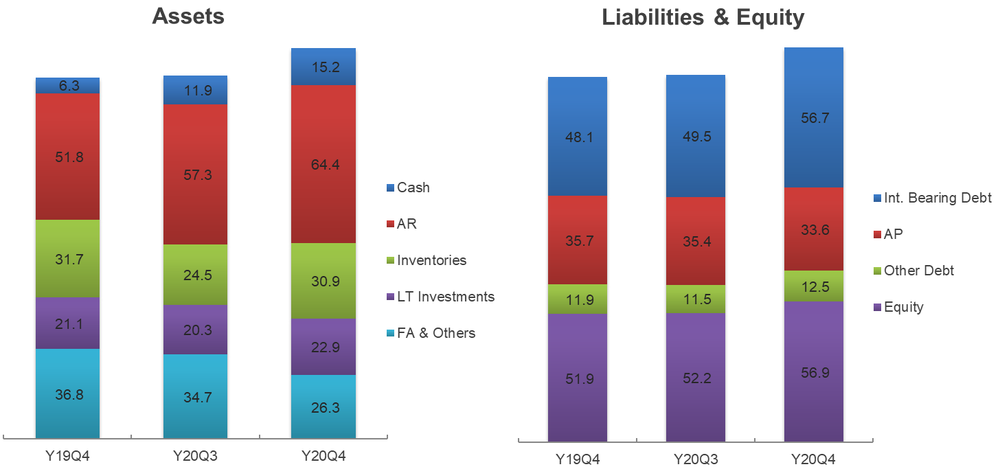 Assets
6.3
11.9
15.2
51.8
57.3
64.4
31.7
24.5
30.9
21.1
20.3
22.9
36.8
34.7
26.3
Y19Q4 Y20Q3 Y20Q4
Cash
AR
Inventories
LT Investments
FA & Others
Liabilities & Equity
48.1
49.5
56.7
35.7
35.4
33.6
11.9
11.5
12.5
51.9
52.2
56.9
Y19Q4 Y20Q3 Y20Q4
Int. Bearing Debt
AP
Other Debt
Equity